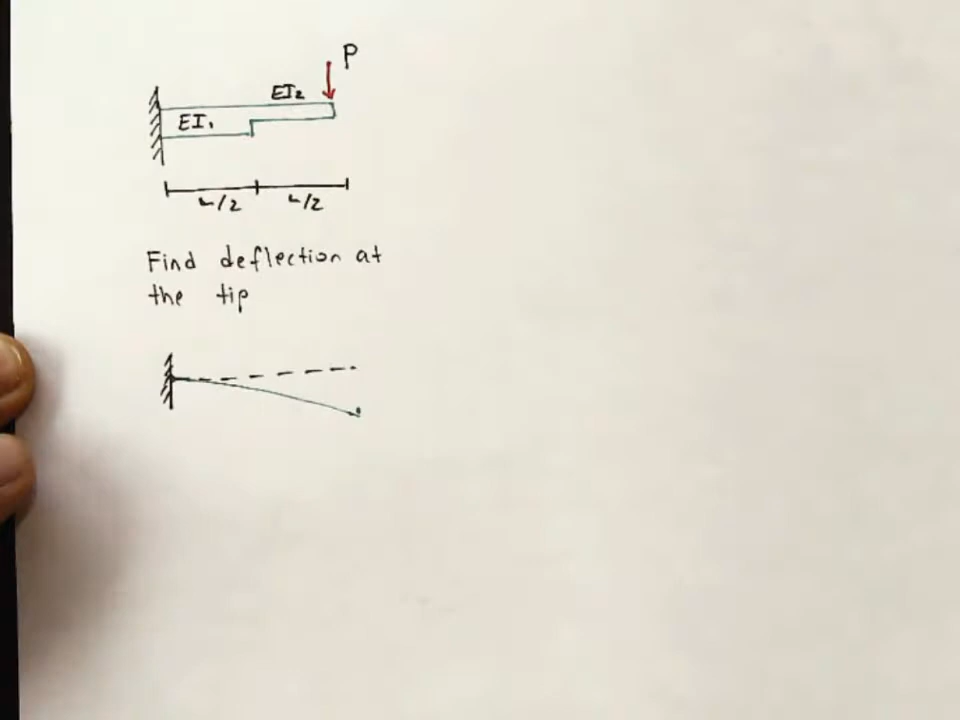 P
EI₂
EI₁
L/2 L/2
Find deflection at
the tip